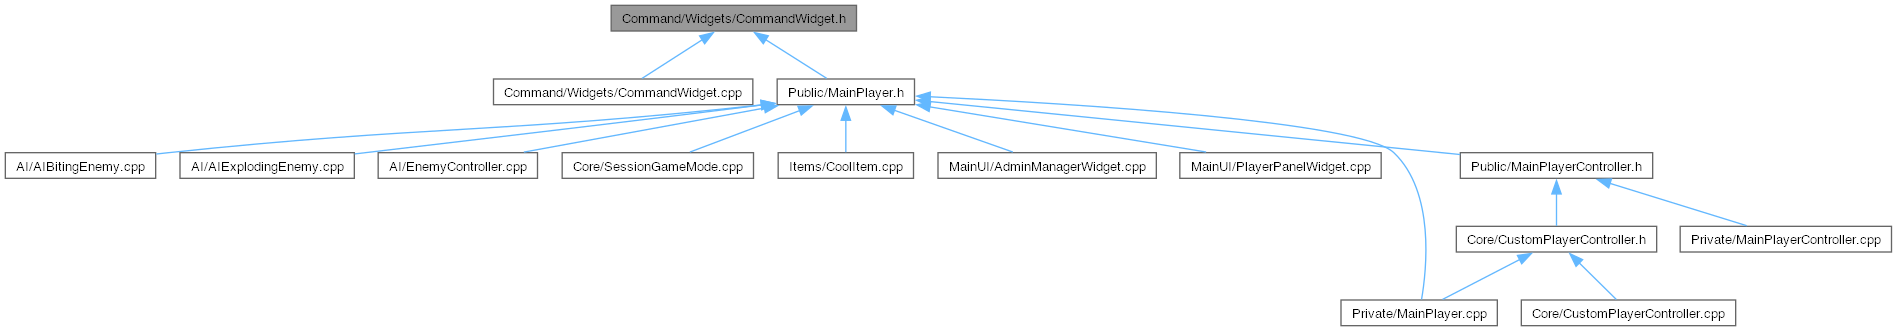 Command/Widgets/CommandWidget.h
Command/Widgets/CommandWidget.cpp
Public/MainPlayer.h
AI/AIBitingEnemy.cpp
AI/AIExplodingEnemy.cpp
AI/EnemyController.cpp
Core/SessionGameMode.cpp
Items/CoolItem.cpp
MainUI/AdminManagerWidget.cpp
MainUI/PlayerPanelWidget.cpp
Public/MainPlayerController.h
Core/CustomPlayerController.h
Private/MainPlayerController.cpp
Private/MainPlayer.cpp
Core/CustomPlayerController.cpp